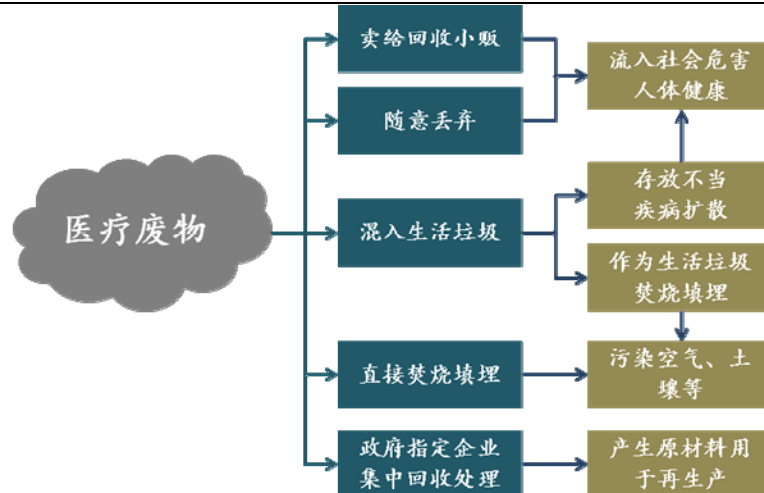 医疗废物
卖给回收小贩
随意丢弃
混入生活垃圾
直接焚烧填埋
政府指定企业
集中回收处理
流入社会危害
人体健康
存放不当
疾病扩散
作为生活垃圾
焚烧填埋
污染空气、土
壤等
产生原材料用
于再生产